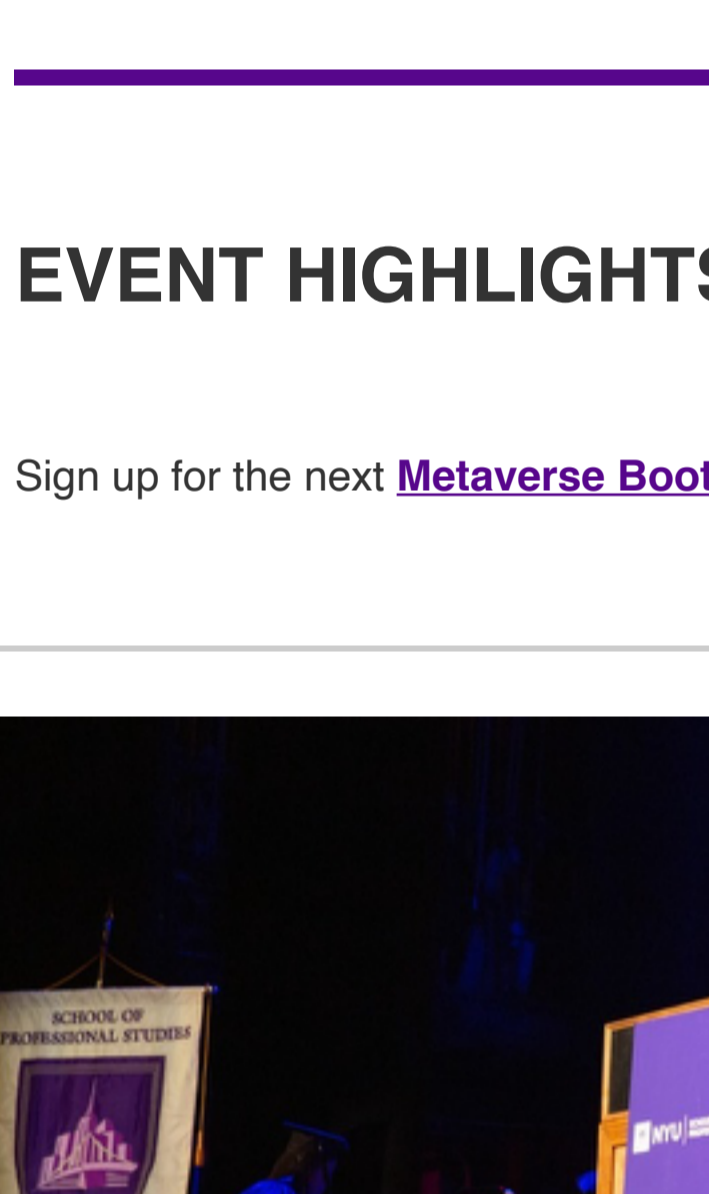 EVENT HIGHLIGHTS
Sign up for the next Metaverse Boot
SCHOOL OF
PROFESSIONAL STUDIES
NYU